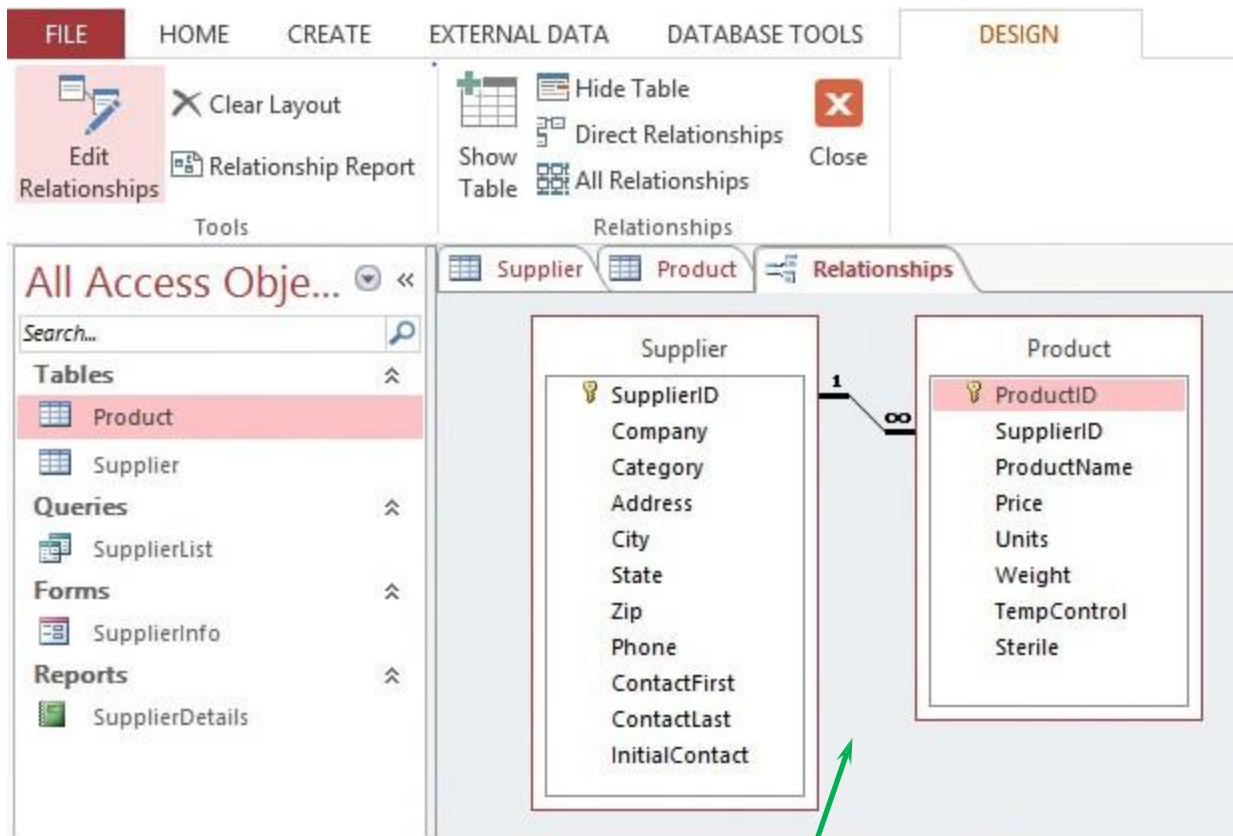 FILE HOME CREATE EXTERNAL DATA DATABASE TOOLS DESIGN
Edit
Relationships
Clear Layout
Relationship Report
Tools
Show
Table
Hide Table
Direct Relationships
All Relationships
Close
Relationships
All Access Obje... «
Search...
Tables
Product
Supplier
Queries
SupplierList
Forms
SupplierInfo
Reports
SupplierDetails
Supplier Product Relationships
Supplier
SupplierID
Company
Category
Address
City
State
Zip
Phone
ContactFirst
ContactLast
InitialContact
1
∞
Product
ProductID
SupplierID
ProductName
Price
Units
Weight
TempControl
Sterile